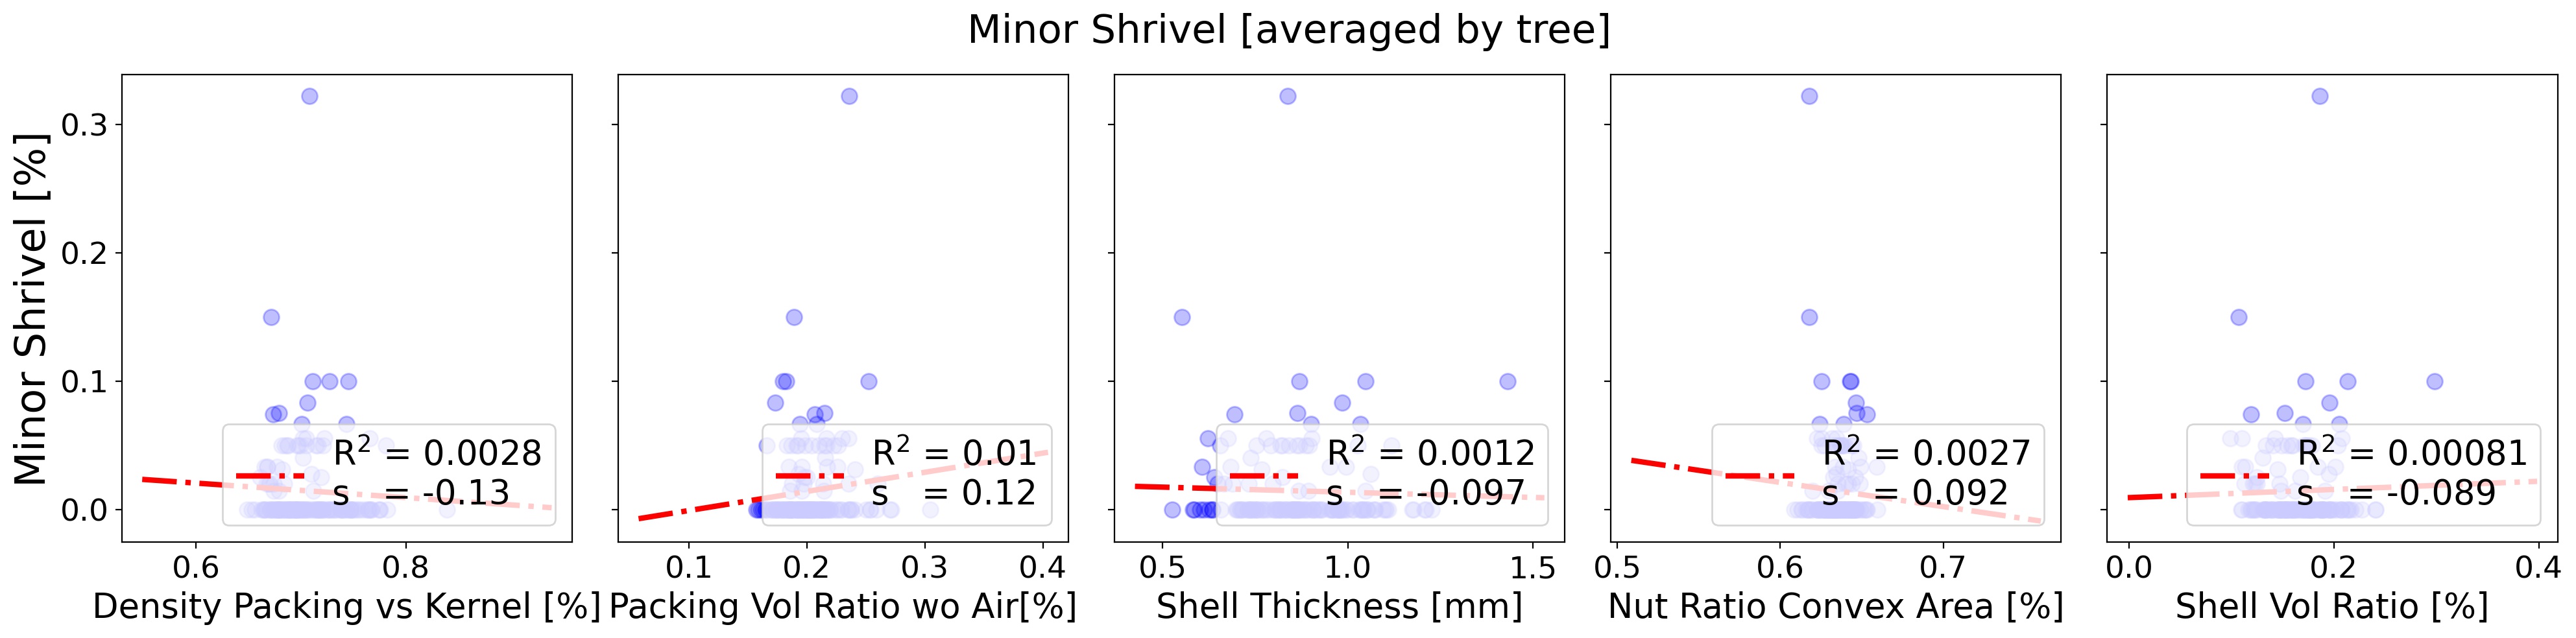 Minor Shrivel [averaged by tree]
Minor Shrivel [%]
0.3
0.2
0.1
0.0
R² = 0.0028
s = -0.13
0.6 0.8
Density Packing vs Kernel [%]
R² = 0.01
s = 0.12
0.1 0.2 0.3 0.4
Packing Vol Ratio wo Air[%]
R² = 0.0012
s = -0.097
0.5 1.0 1.5
Shell Thickness [mm]
R² = 0.0027
s = 0.092
0.5 0.6 0.7
Nut Ratio Convex Area [%]
R² = 0.00081
s = -0.089
0.0 0.2 0.4
Shell Vol Ratio [%]